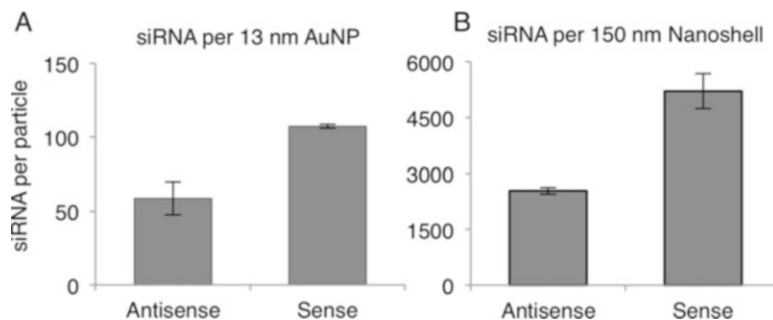 A
siRNA per 13 nm AuNP
siRNA per particle
150
100
50
0
Antisense Sense
B
siRNA per 150 nm Nanoshell
6000
4500
3000
1500
0
Antisense Sense